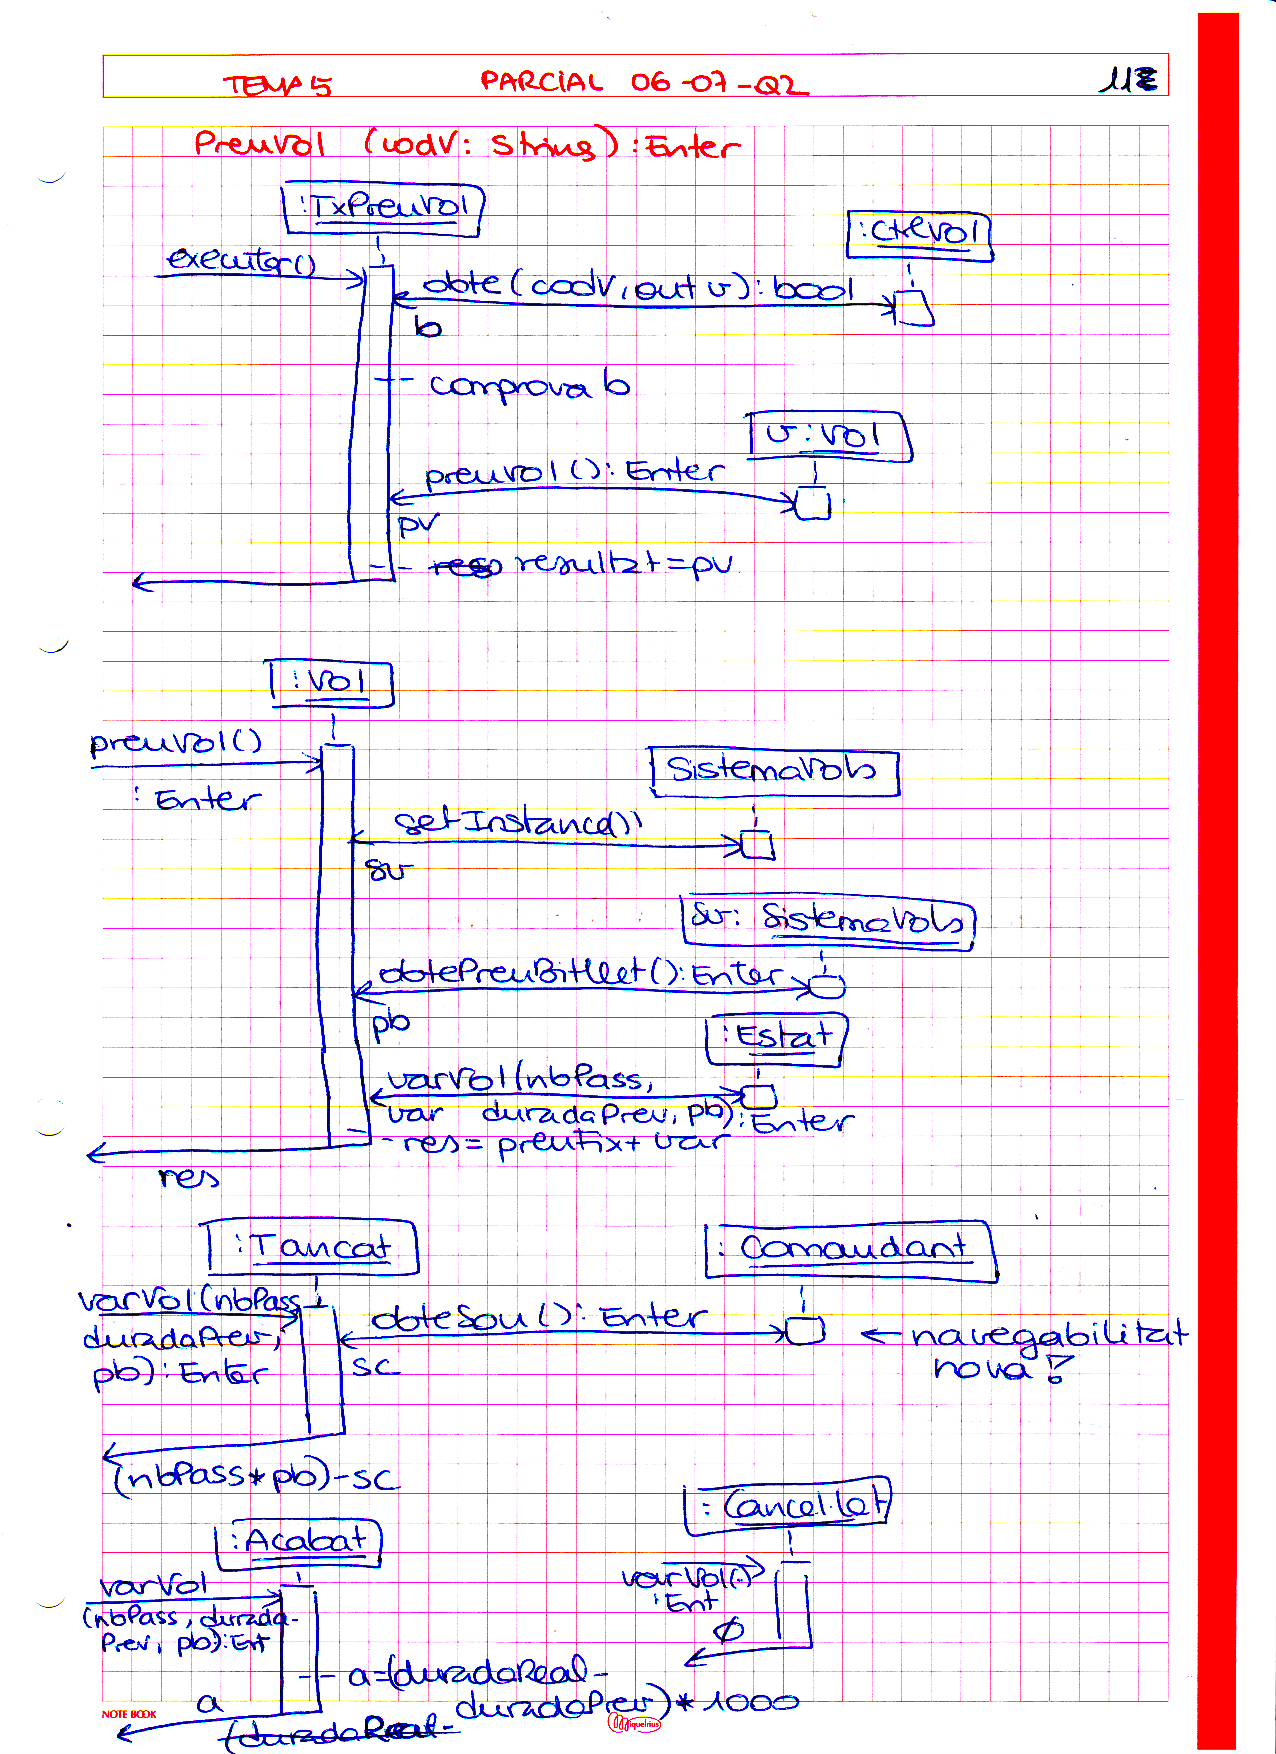 TEMA 5 PARCIAL 06-07-Q2
PreuVol (codV: String): Enter
:TxPreuVol
:CtrlVol
executar()
obte(codV, out v): bool
b
comprova b
v: Vol
preuVol(): Enter
pv
resultat = pv
:Vol
preuVol()
: Enter
SistemaVols
getInstance()
sv
sv: SistemaVols
obtePreuBitllet(): Enter
pb
:Estat
varVol(nbPass,
var duradaPrev, pb): Enter
res = preufix + var
res
:Tancat
: Comandant
varVol(nbPass,
duradaPrev,
pb): Enter
obteSou(): Enter
sc
← navegabilitat
nova?
(nbPass * pb) - sc
: Cancel·lat
:Acabat
varVol
(nbPass, durada-
Prev, pb): Ent
varVol()
: Ent
Ø
a = (duradaReal -
duradaPrev) * 1000
a
(duradaReal -
NOTE BOOK
Miquelrius